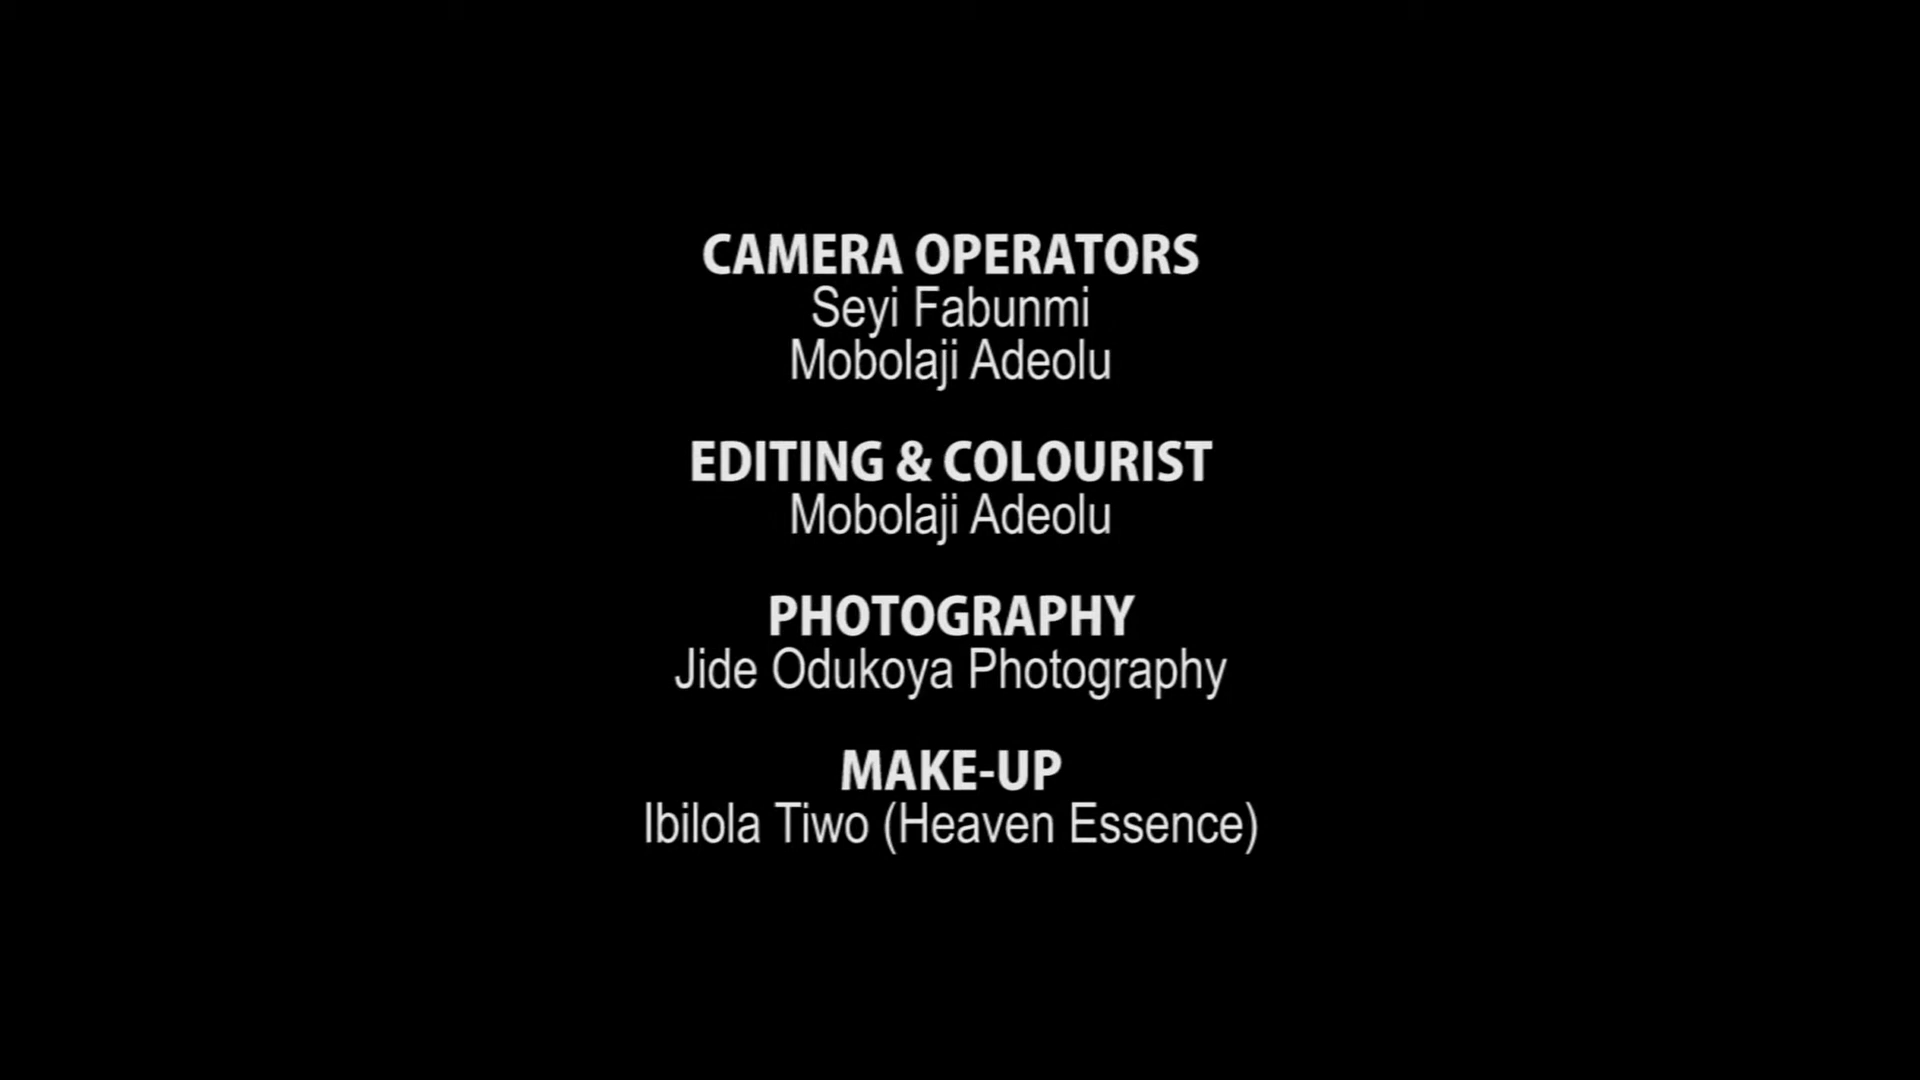 CAMERA OPERATORS
Seyi Fabunmi
Mobolaji Adeolu
EDITING & COLOURIST
Mobolaji Adeolu
PHOTOGRAPHY
Jide Odukoya Photography
MAKE-UP
Ibilola Tiwo (Heaven Essence)